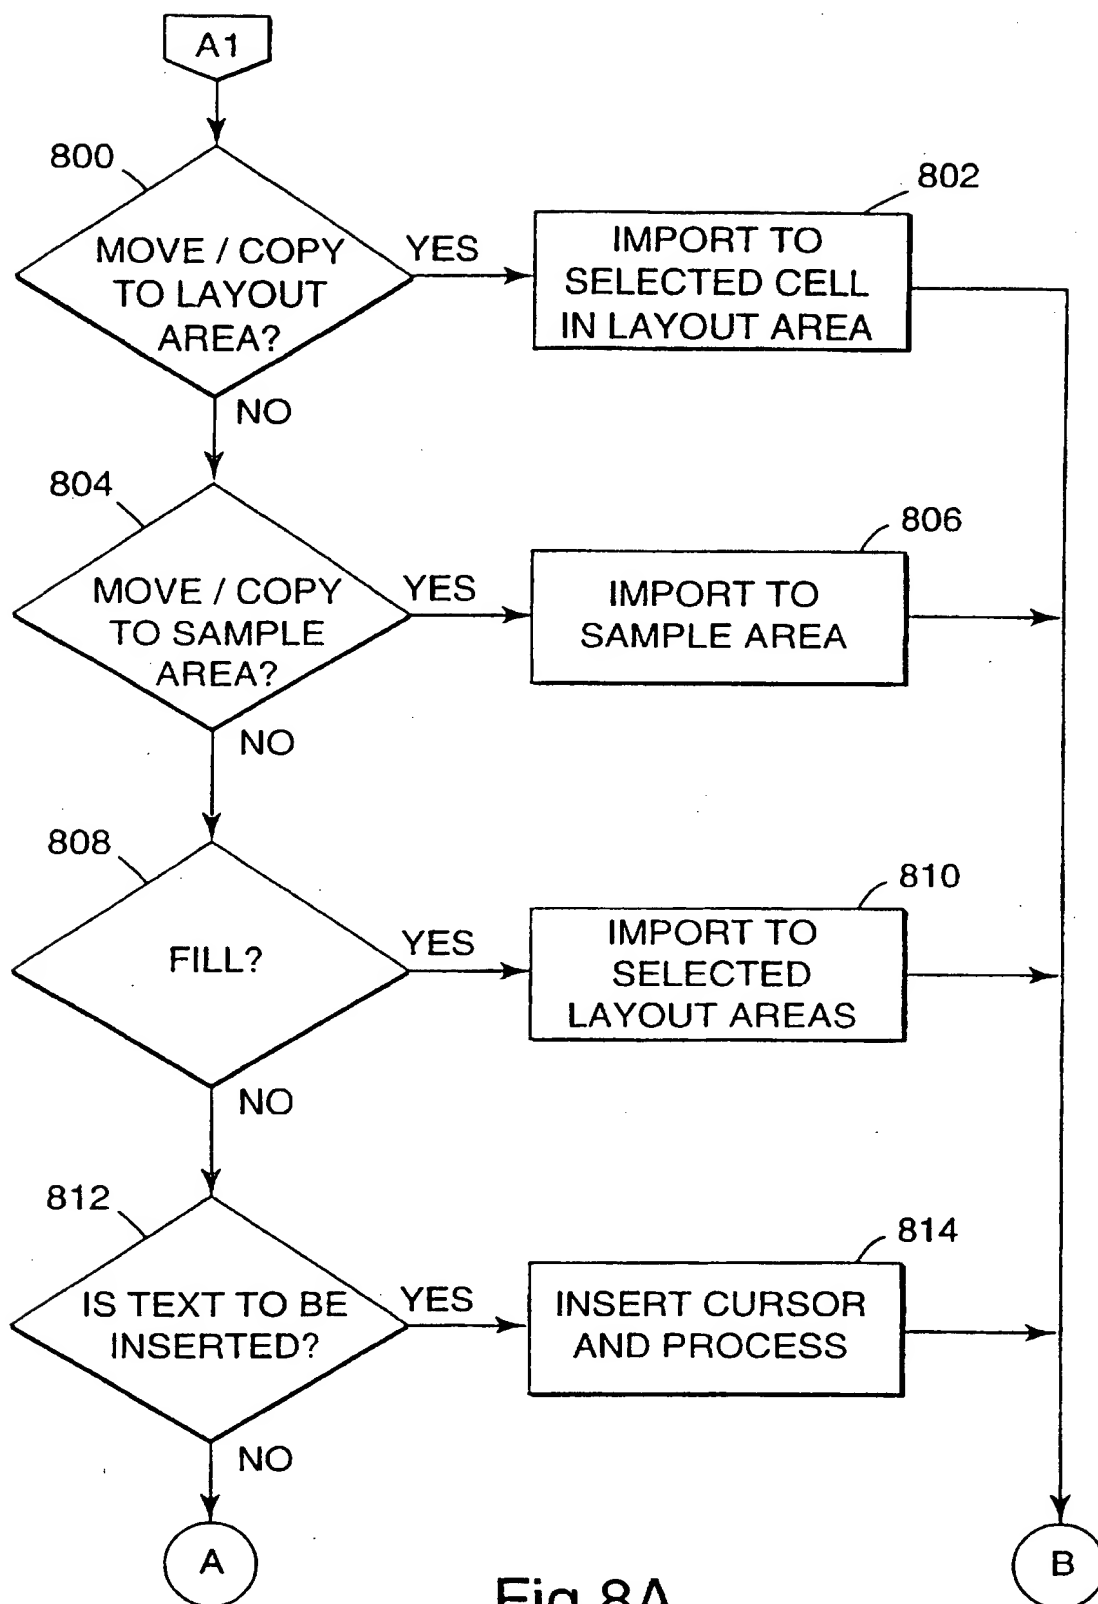 A1
800
MOVE / COPY
TO LAYOUT
AREA?
YES
NO
802
IMPORT TO
SELECTED CELL
IN LAYOUT AREA
804
MOVE / COPY
TO SAMPLE
AREA?
YES
NO
806
IMPORT TO
SAMPLE AREA
808
FILL?
YES
NO
810
IMPORT TO
SELECTED
LAYOUT AREAS
812
IS TEXT TO BE
INSERTED?
YES
NO
814
INSERT CURSOR
AND PROCESS
A
B
Fig 8A